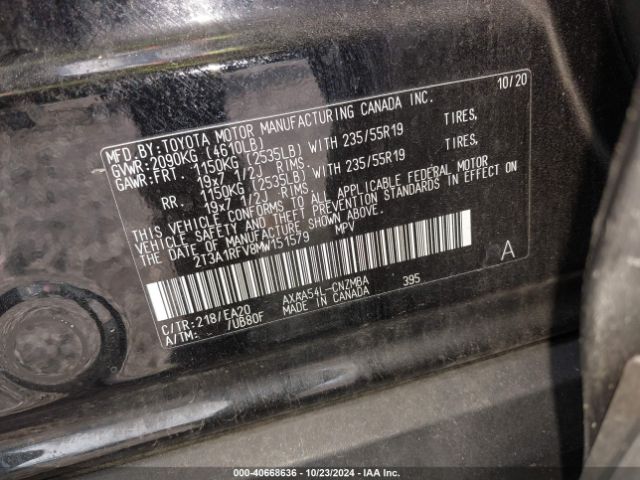 MFD.BY:TOYOTA MOTOR MANUFACTURING CANADA INC. 10/20
GVWR:2090KG (4610LB)
GAWR:FRT. 1150KG (2535LB) WITH 235/55R19 TIRES,
19x7 1/2J RIMS
RR. 1150KG (2535LB) WITH 235/55R19 TIRES,
19x7 1/2J RIMS.
THIS VEHICLE CONFORMS TO ALL APPLICABLE FEDERAL MOTOR
VEHICLE SAFETY AND THEFT PREVENTION STANDARDS IN EFFECT
ON THE DATE OF MANUFACTURE SHOWN ABOVE.
2T3A1RFV8MW151579 MPV
A
C/TR:218/EA20 AXAA54L-CNZMBA 395
A/TM: /UB80F MADE IN CANADA
000-40668636 - 10/23/2024 - IAA Inc.